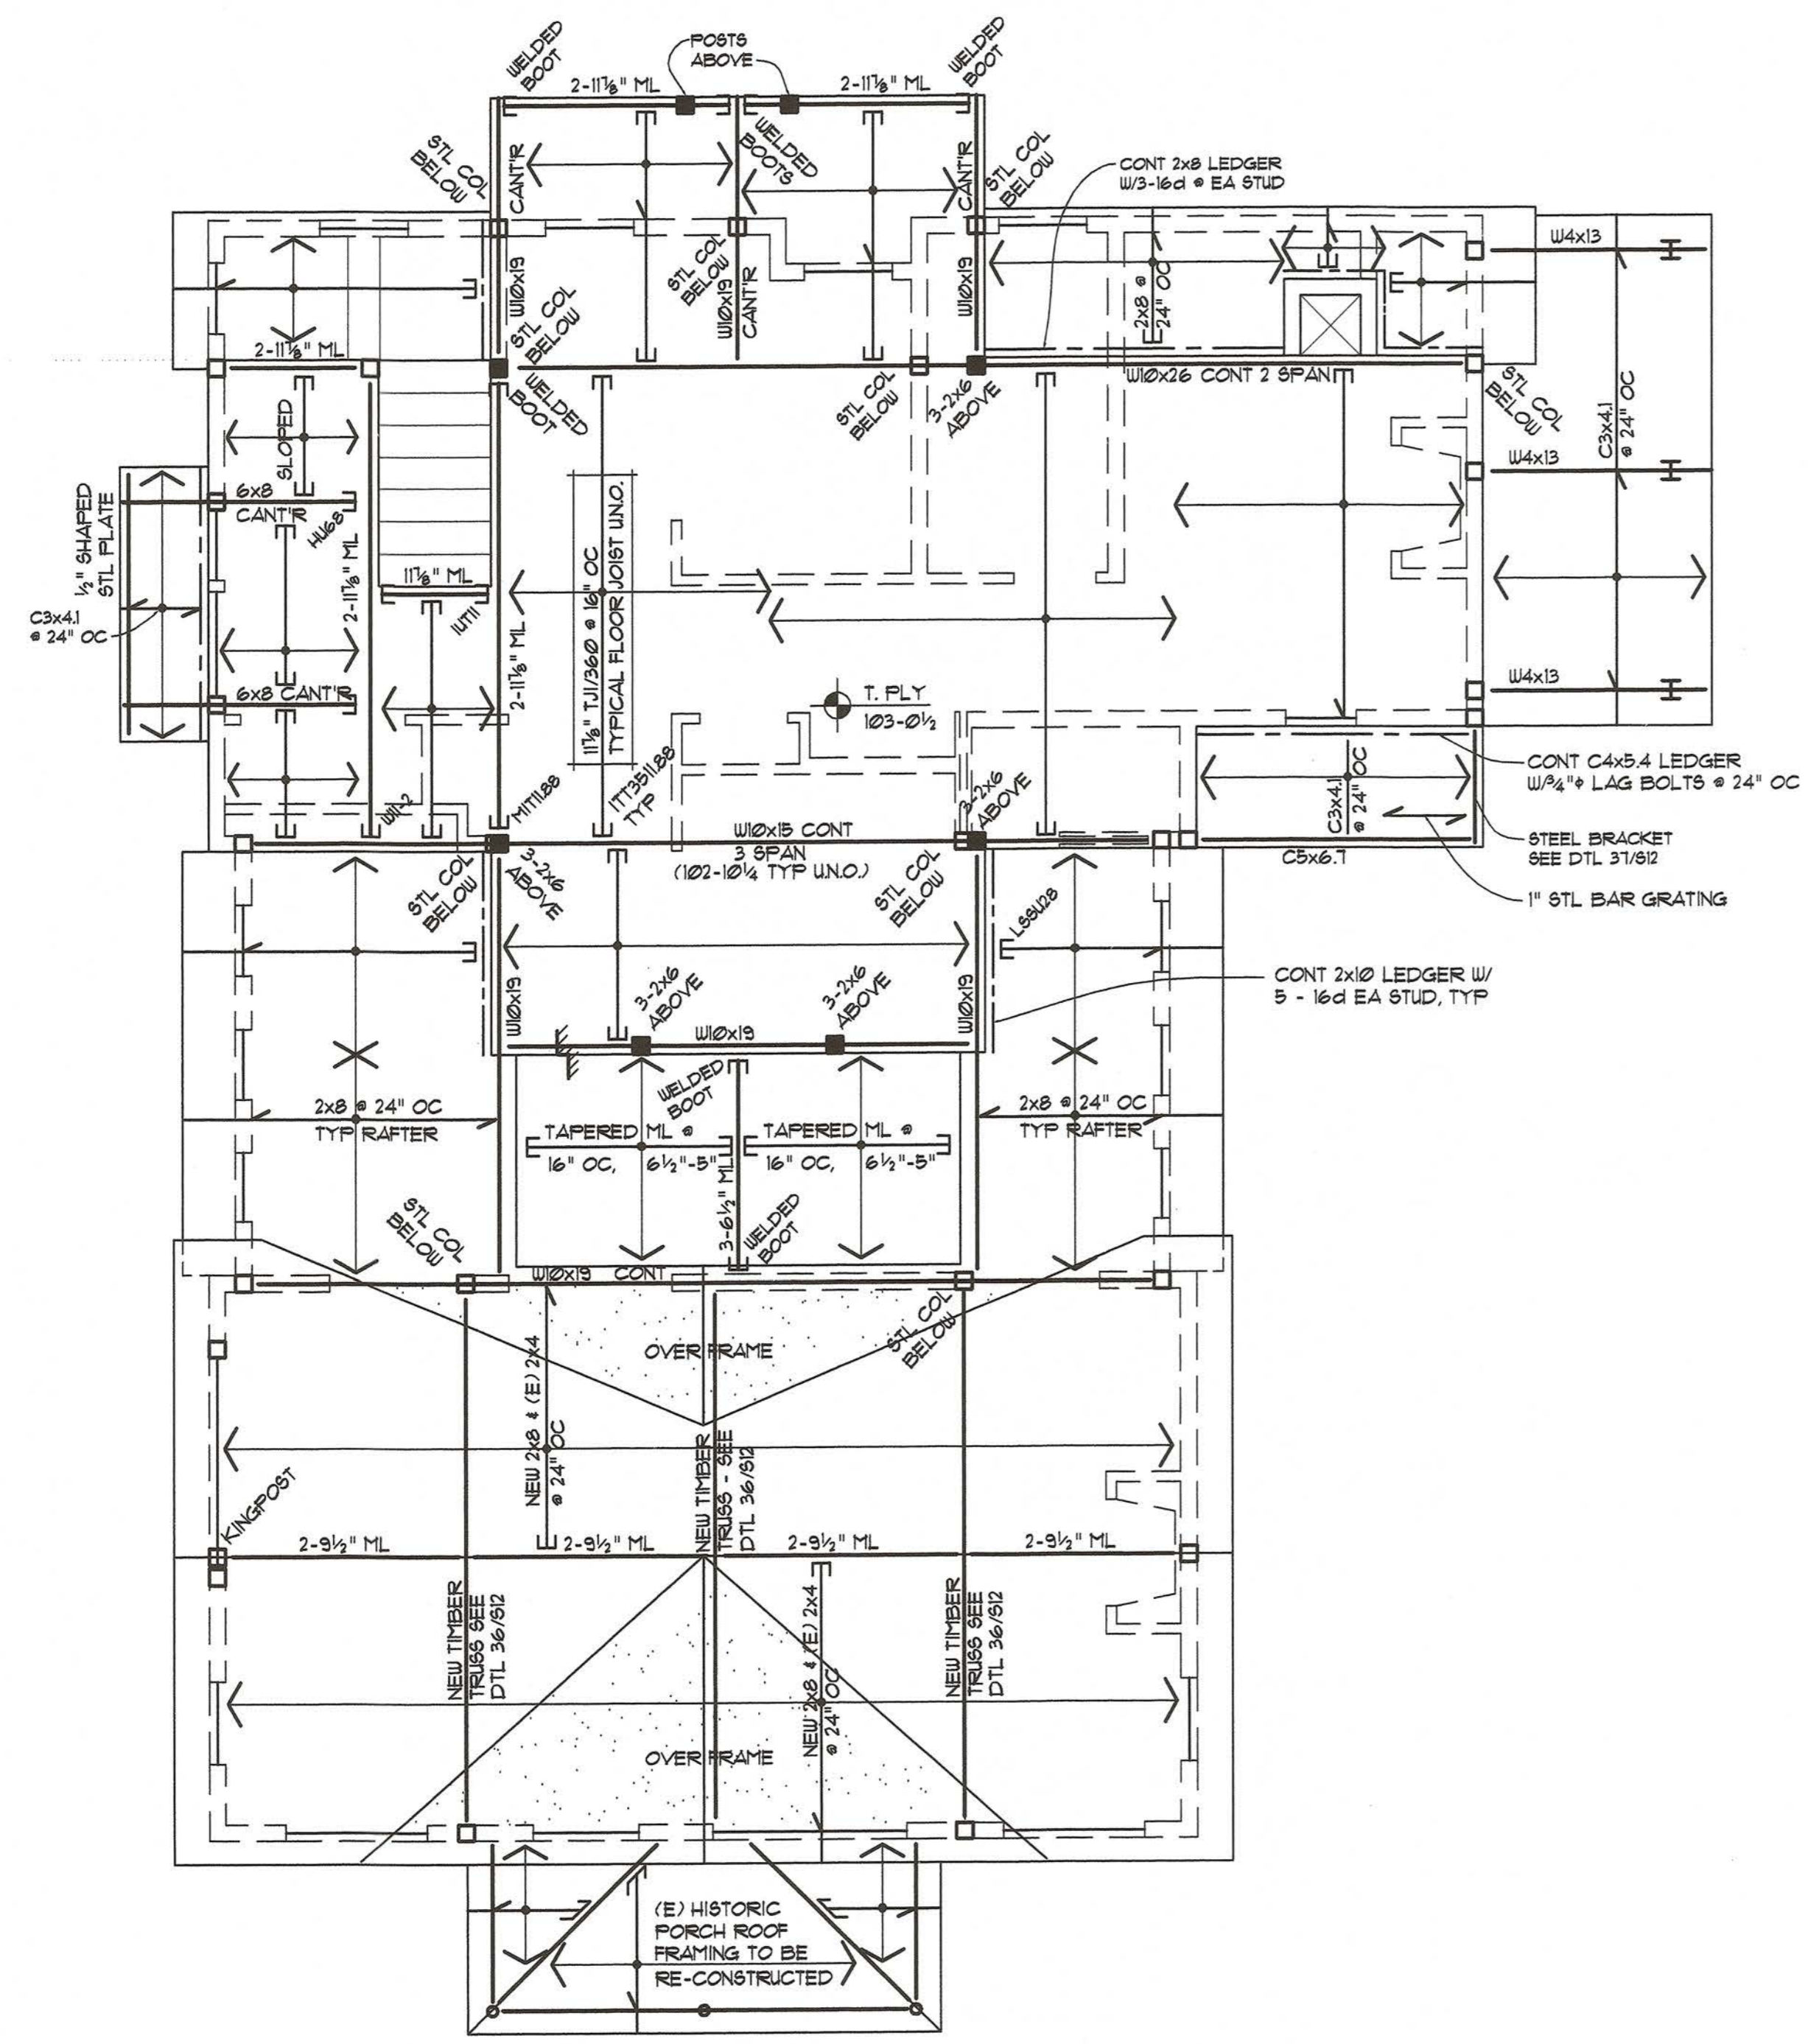 WELDED
BOOT
POSTS
ABOVE
WELDED
BOOT
2-11⅞" ML
2-11⅞" ML
STL COL
BELOW
CANT'R
WELDED
BOOTS
CANT'R
STL COL
BELOW
CONT 2x8 LEDGER
W/3-16d @ EA STUD
W10x19
STL COL
BELOW
W10x19
CANT'R
W10x19
2x8 @
24" OC
W4x13
STL COL
BELOW
2-11⅞" ML
WELDED
BOOT
STL COL
BELOW
3-2x6
ABOVE
W10x26 CONT 2 SPAN
STL COL
BELOW
C3x4.1
@ 24" OC
SLOPED
W4x13
½" SHAPED
STL PLATE
6x8
CANT'R
HU68
2-11⅞" ML
11⅞" ML
IUT11
C3x4.1
@ 24" OC
2-11⅞" ML
11⅞" TJI/360 @ 16" OC
TYPICAL FLOOR JOIST U.N.O.
6x8 CANT'R
T. PLY
103-0½
W4x13
CONT C4x5.4 LEDGER
W/¾"φ LAG BOLTS @ 24" OC
WI1-2
MIT11.88
ITT3511.88
TYP
3-2x6
ABOVE
C3x4.1
@ 24" OC
W10x15 CONT
3 SPAN
(102-10¼ TYP U.N.O.)
C5x6.7
STEEL BRACKET
SEE DTL 37/S12
1" STL BAR GRATING
STL COL
BELOW
3-2x6
ABOVE
STL COL
BELOW
LSSU28
W10x19
3-2x6
ABOVE
3-2x6
ABOVE
W10x19
CONT 2x10 LEDGER W/
5 - 16d EA STUD, TYP
W10x19
WELDED
BOOT
2x8 @ 24" OC
TYP RAFTER
TAPERED ML @
16" OC, 6½"-5"
TAPERED ML @
16" OC, 6½"-5"
2x8 @ 24" OC
TYP RAFTER
3-6½" ML
WELDED
BOOT
STL COL
BELOW
W10x19 CONT
STL COL
BELOW
OVER FRAME
NEW 2x8 & (E) 2x4
@ 24" OC
NEW TIMBER
TRUSS - SEE
DTL 36/S12
KINGPOST
2-9½" ML
2-9½" ML
2-9½" ML
2-9½" ML
NEW TIMBER
TRUSS SEE
DTL 36/S12
NEW 2x8 & (E) 2x4
@ 24" OC
NEW TIMBER
TRUSS SEE
DTL 36/S12
OVER FRAME
(E) HISTORIC
PORCH ROOF
FRAMING TO BE
RE-CONSTRUCTED